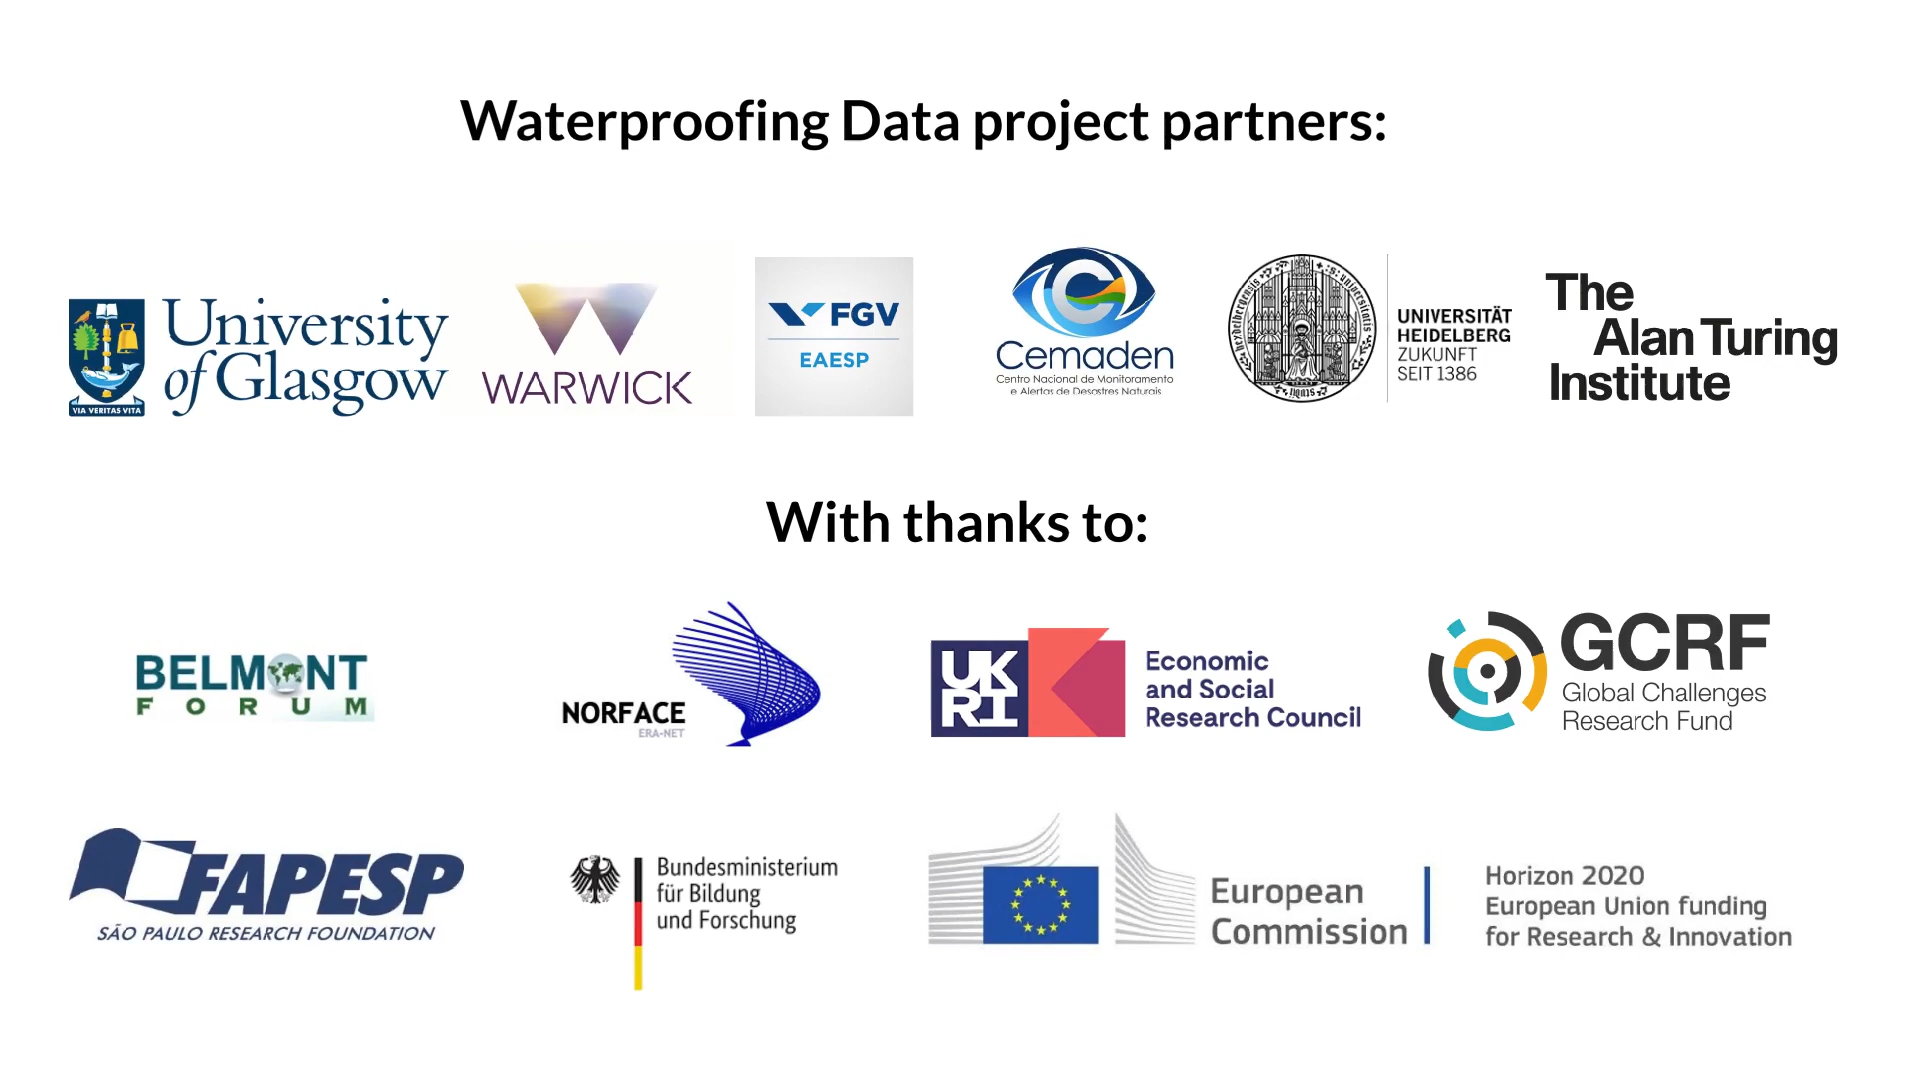 Waterproofing Data project partners:
University
of Glasgow
VIA VERITAS VITA
WARWICK
FGV
EAESP
Cemaden
Centro Nacional de Monitoramento
e Alertas de Desastres Naturais
UNIVERSITÄT
HEIDELBERG
ZUKUNFT
SEIT 1386
The
Alan Turing
Institute
With thanks to:
BELMONT
FORUM
NORFACE
ERA-NET
UK
RI
Economic
and Social
Research Council
GCRF
Global Challenges
Research Fund
FAPESP
SÃO PAULO RESEARCH FOUNDATION
Bundesministerium
für Bildung
und Forschung
European
Commission
Horizon 2020
European Union funding
for Research & Innovation